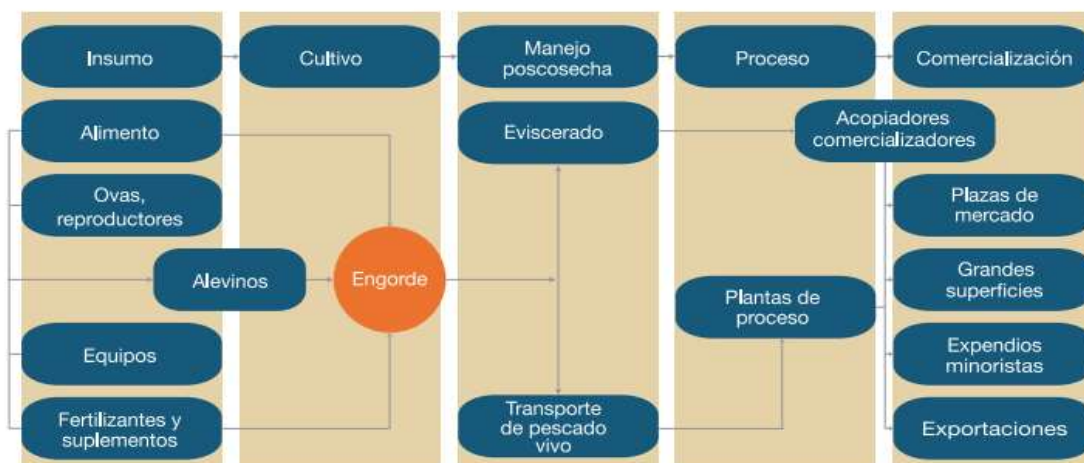 Insumo
Cultivo
Manejo
poscosecha
Proceso
Comercialización
Alimento
Eviscerado
Acopiadores
comercializadores
Ovas,
reproductores
Plazas de
mercado
Alevinos
Engorde
Grandes
superficies
Plantas de
proceso
Equipos
Expendios
minoristas
Fertilizantes y
suplementos
Transporte
de pescado
vivo
Exportaciones